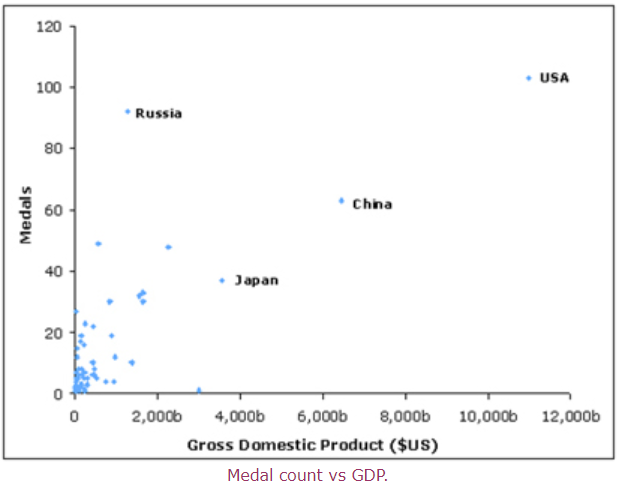 120
100
80
60
40
20
0
Medals
USA
Russia
China
Japan
0 2,000b 4,000b 6,000b 8,000b 10,000b 12,000b
Gross Domestic Product ($US)
Medal count vs GDP.